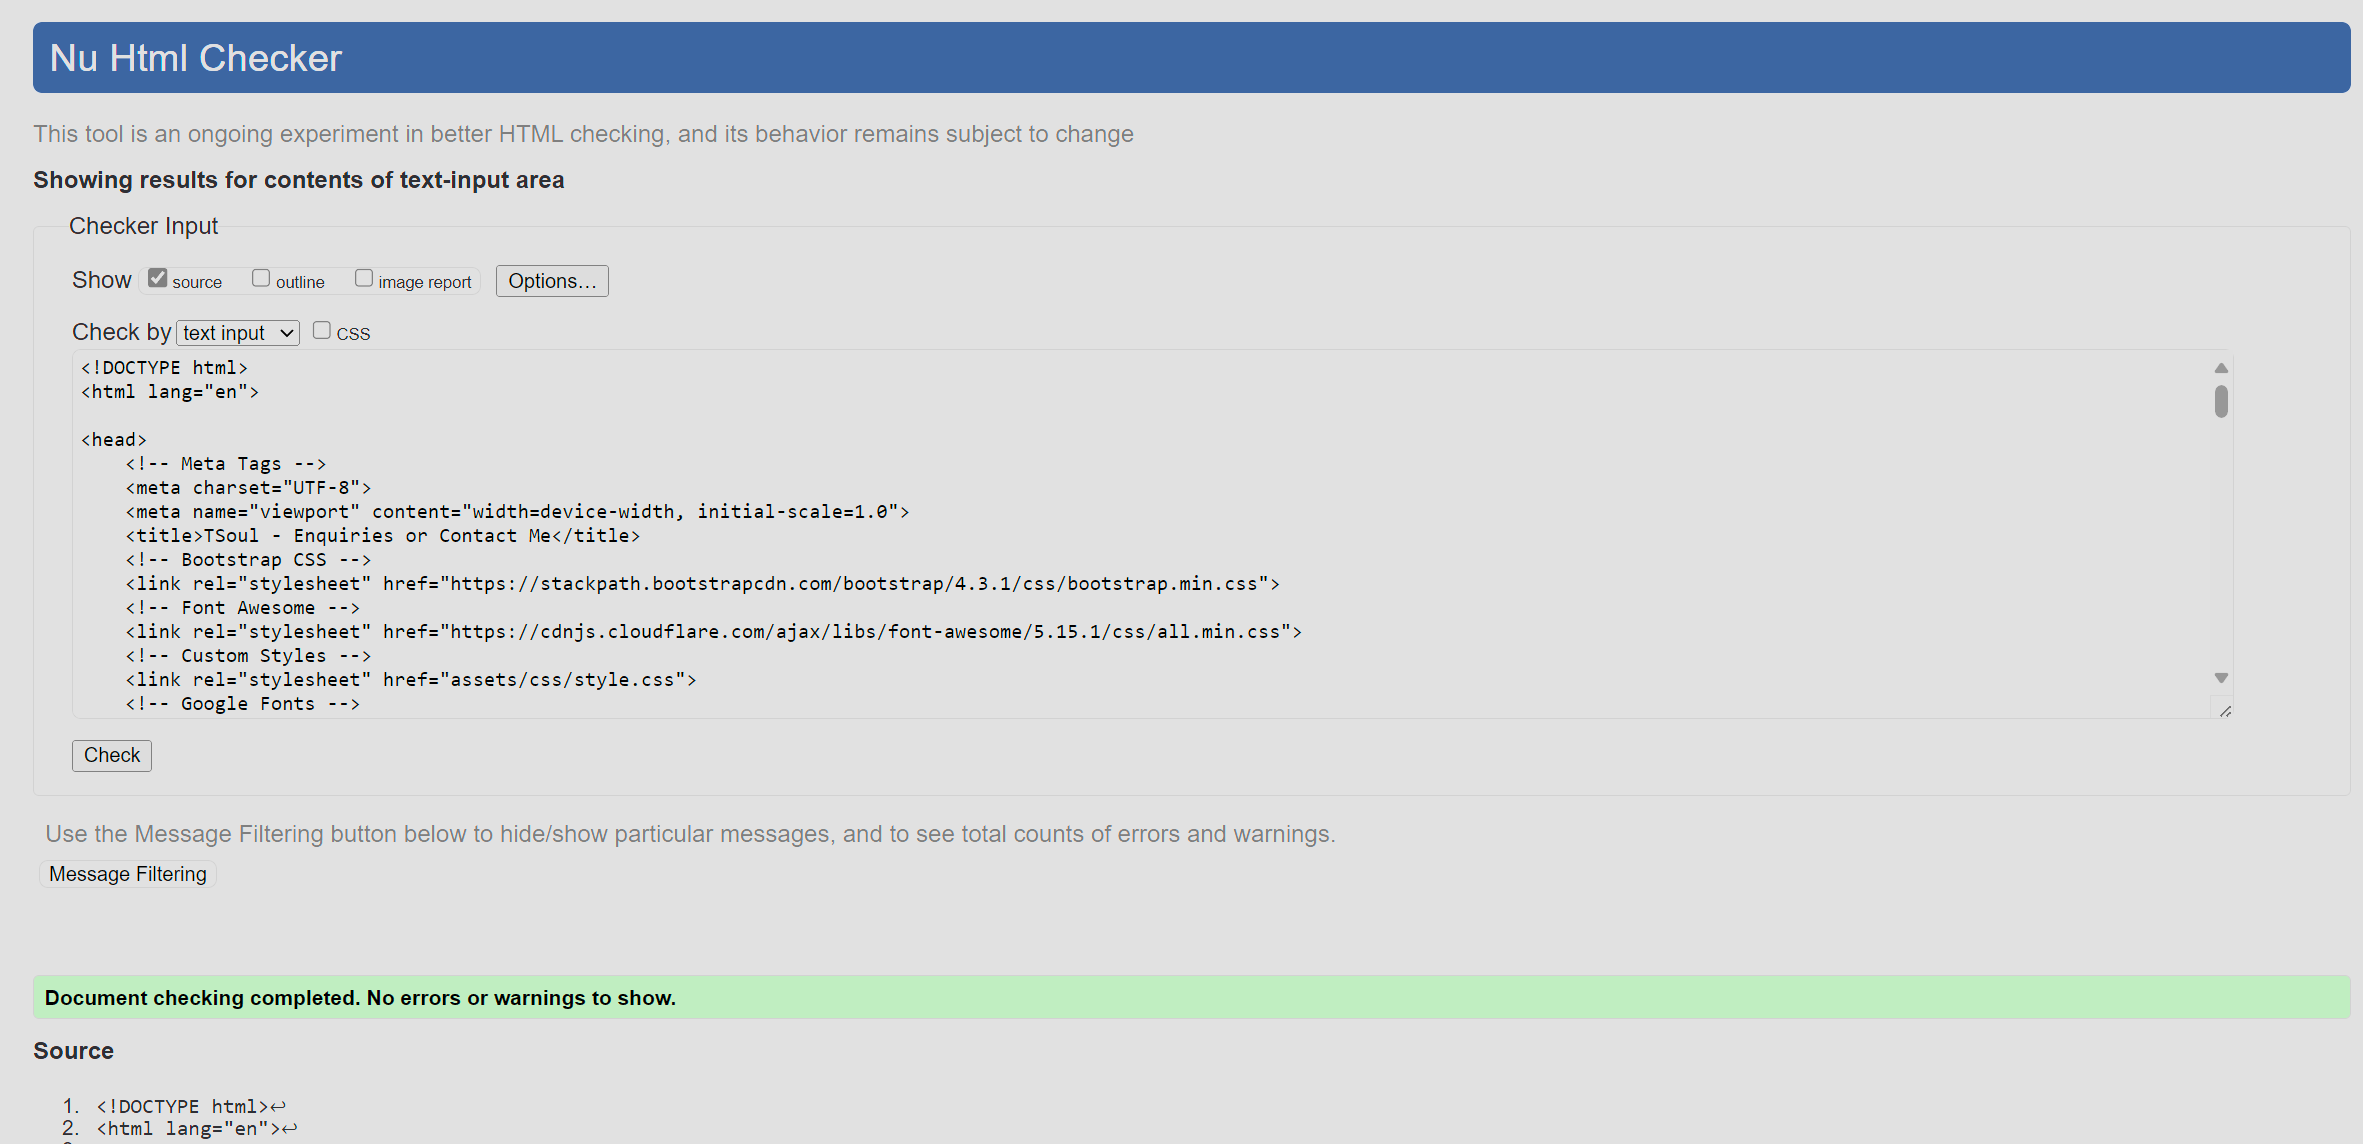 Nu Html Checker
This tool is an ongoing experiment in better HTML checking, and its behavior remains subject to change
Showing results for contents of text-input area
Checker Input
Show source outline image report Options...
Check by text input CSS
<!DOCTYPE html>
<html lang="en">
<head>
    <!-- Meta Tags -->
    <meta charset="UTF-8">
    <meta name="viewport" content="width=device-width, initial-scale=1.0">
    <title>TSoul - Enquiries or Contact Me</title>
    <!-- Bootstrap CSS -->
    <link rel="stylesheet" href="https://stackpath.bootstrapcdn.com/bootstrap/4.3.1/css/bootstrap.min.css">
    <!-- Font Awesome -->
    <link rel="stylesheet" href="https://cdnjs.cloudflare.com/ajax/libs/font-awesome/5.15.1/css/all.min.css">
    <!-- Custom Styles -->
    <link rel="stylesheet" href="assets/css/style.css">
    <!-- Google Fonts -->
Check
Use the Message Filtering button below to hide/show particular messages, and to see total counts of errors and warnings.
Message Filtering
Document checking completed. No errors or warnings to show.
Source
1. <!DOCTYPE html>↩
2. <html lang="en">↩